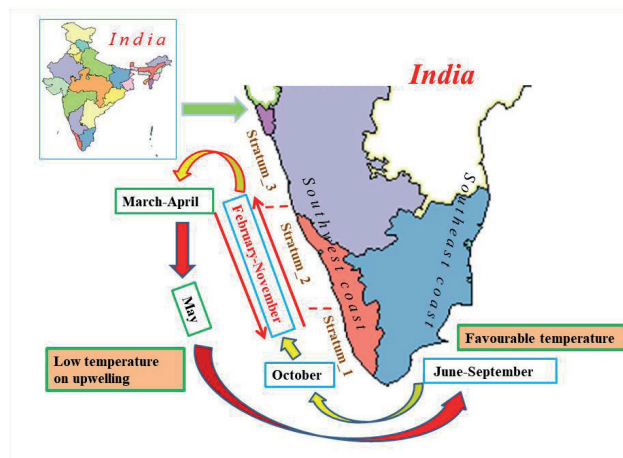 India
India
Stratum_3
Southwest coast
Southeast coast
March-April
February-November
Stratum_2
May
Stratum_1
Favourable temperature
Low temperature
on upwelling
October
June-September